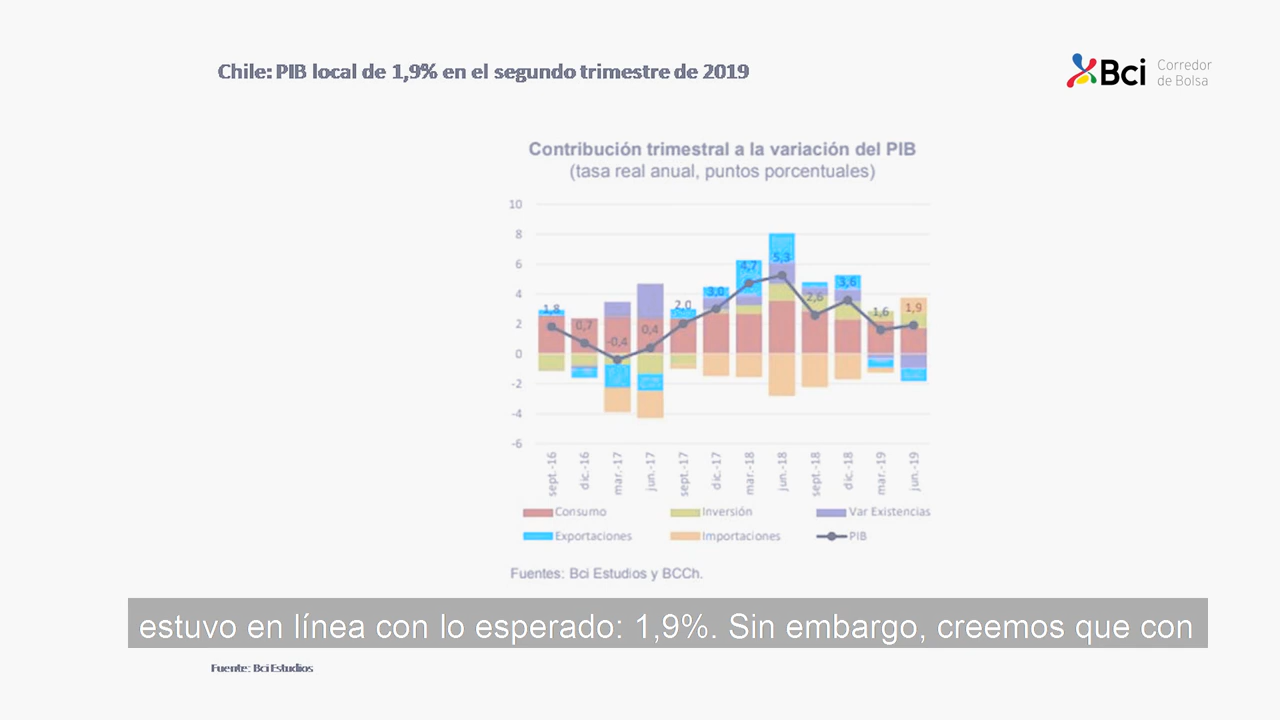 Chile: PIB local de 1,9% en el segundo trimestre de 2019
Bci Corredor
de Bolsa
Contribución trimestral a la variación del PIB
(tasa real anual, puntos porcentuales)
10
8
6
4
2
0
-2
-4
-6
1,8
0,7
-0,4
0,4
2,0
3,0
4,7
5,3
2,6
3,6
1,6
1,9
sept.-16
dic.-16
mar.-17
jun.-17
sept.-17
dic.-17
mar.-18
jun.-18
sept.-18
dic.-18
mar.-19
jun.-19
Consumo Inversión Var Existencias
Exportaciones Importaciones PIB
Fuentes: Bci Estudios y BCCh.
estuvo en línea con lo esperado: 1,9%. Sin embargo, creemos que con
Fuente: Bci Estudios